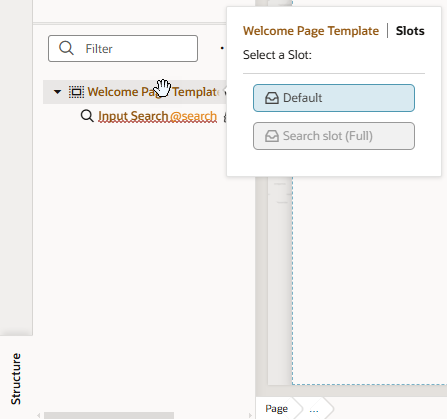 Filter
Welcome Page Template
Input Search @search
Welcome Page Template | Slots
Select a Slot:
Default
Search slot (Full)
Structure
Page
...